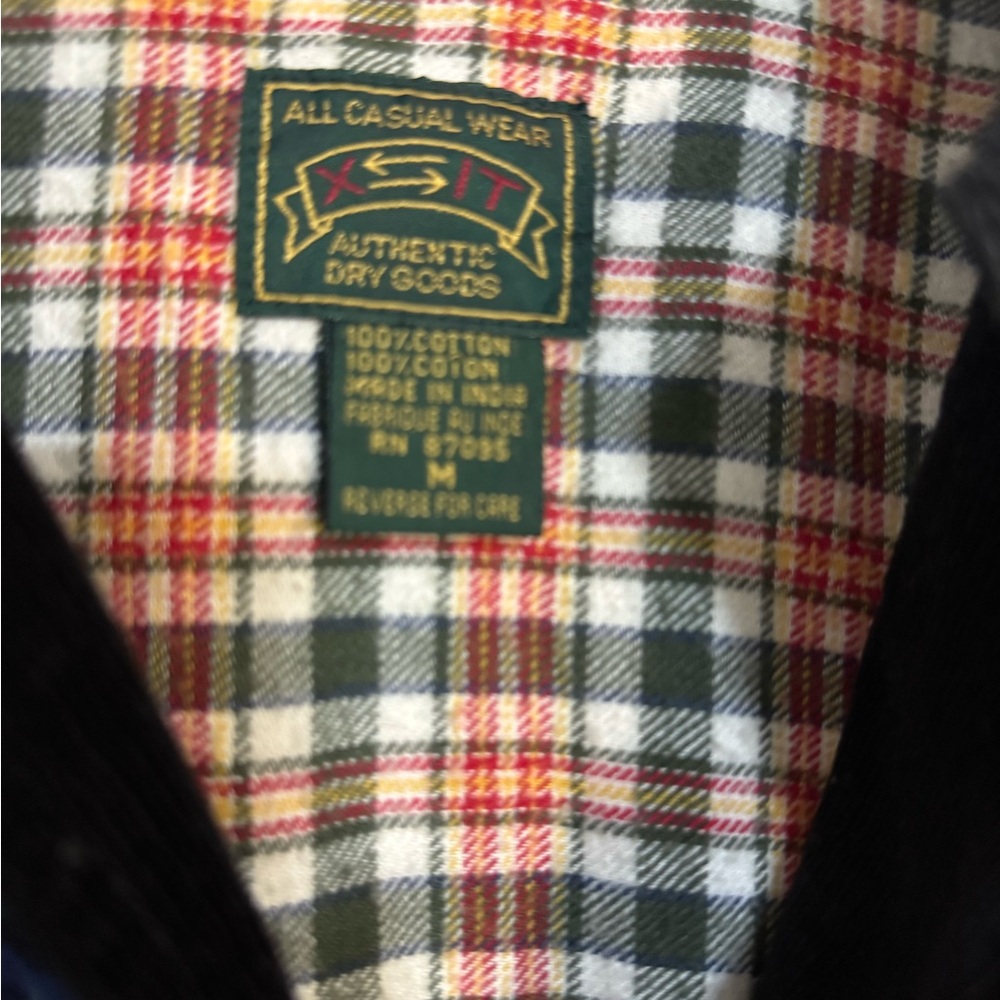 ALL CASUAL WEAR
X IT
AUTHENTIC
DRY GOODS
100% COTTON
100% COTON
MADE IN INDIA
FABRIQUE AU INDE
RN 87095
M
REVERSE FOR CARE